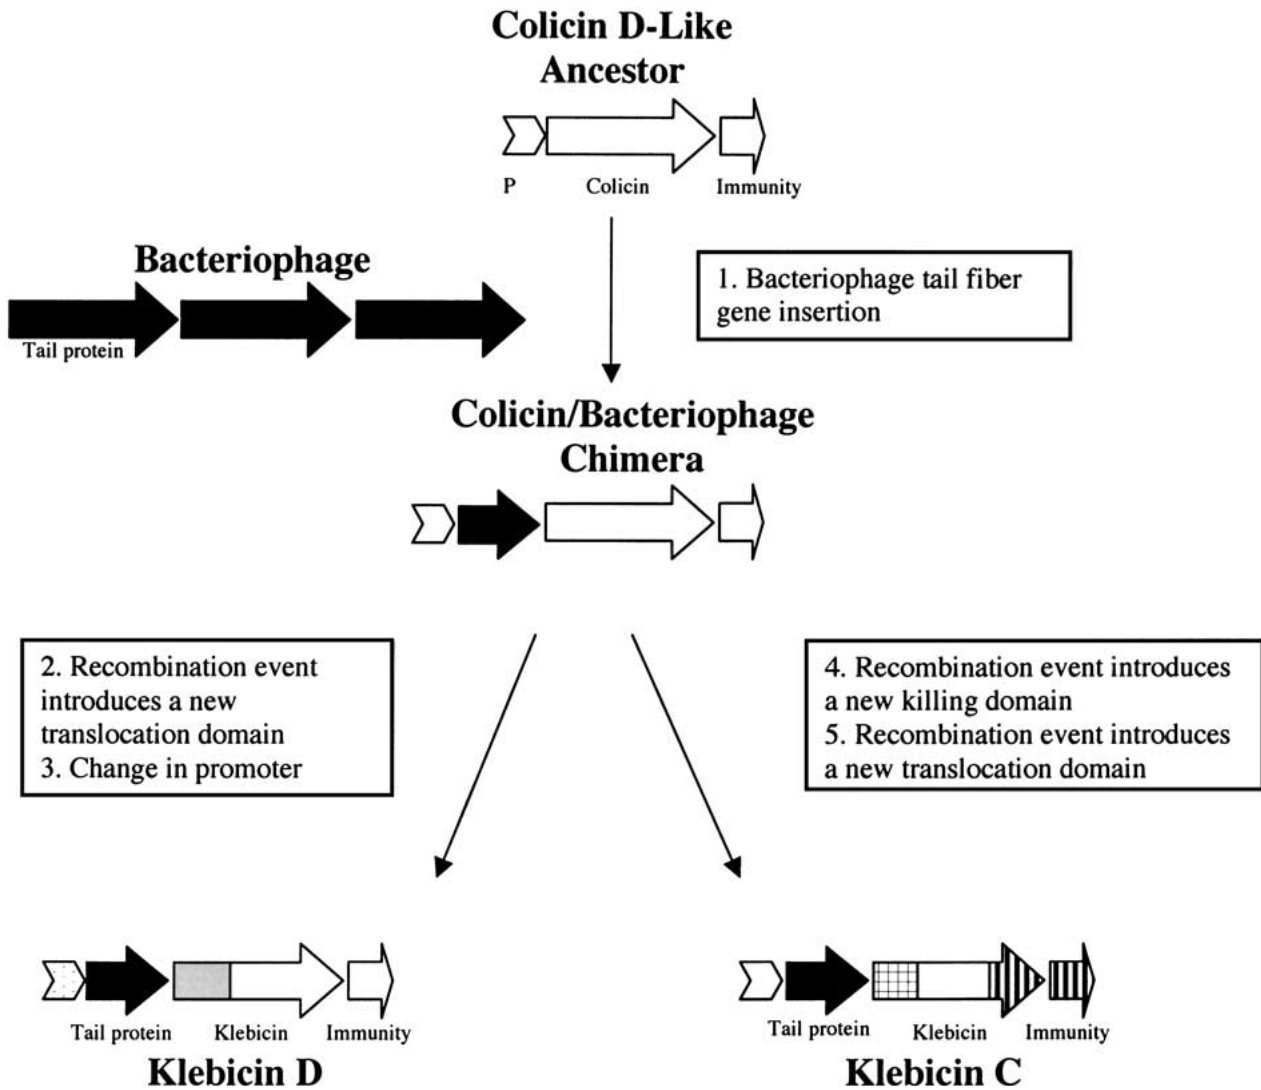 Colicin D-Like
Ancestor
P
Colicin
Immunity
Bacteriophage
Tail protein
1. Bacteriophage tail fiber
gene insertion
Colicin/Bacteriophage
Chimera
2. Recombination event
introduces a new
translocation domain
3. Change in promoter
4. Recombination event introduces
a new killing domain
5. Recombination event introduces
a new translocation domain
Tail protein
Klebicin
Immunity
Klebicin D
Tail protein
Klebicin
Immunity
Klebicin C